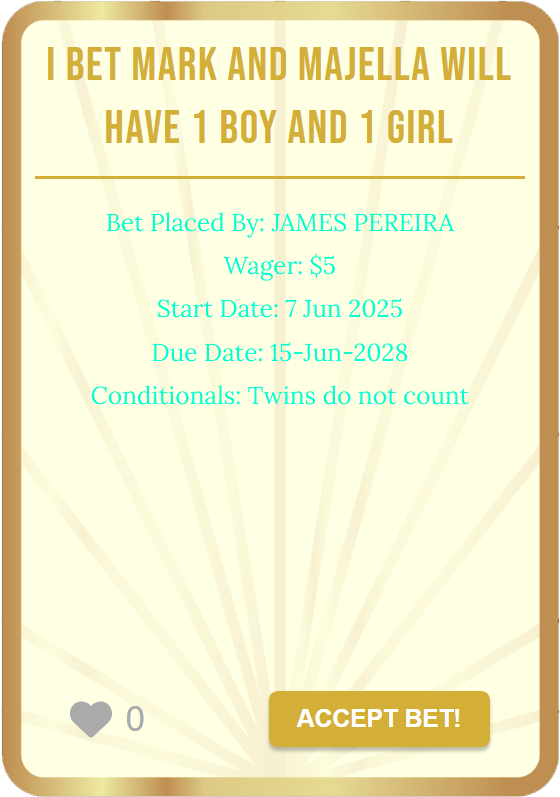 I BET MARK AND MAJELLA WILL
HAVE 1 BOY AND 1 GIRL
Bet Placed By: JAMES PEREIRA
Wager: $5
Start Date: 7 Jun 2025
Due Date: 15-Jun-2028
Conditionals: Twins do not count
0
ACCEPT BET!